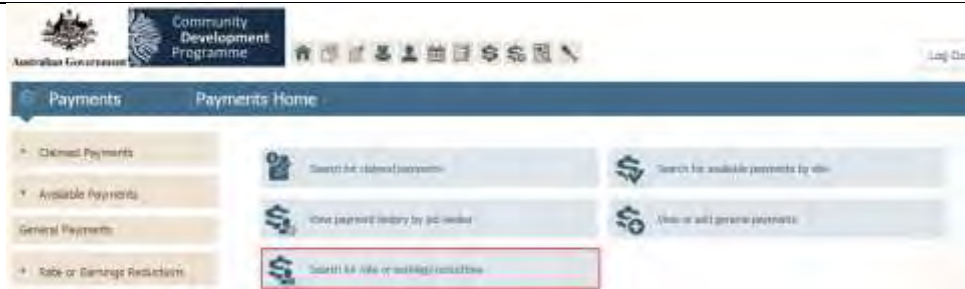 Community
Development
Programme
Australian Government
Log Ou
Payments
Payments Home
Claimed Payments
Available Payments
General Payments
Rate or Earnings Reductions
Search for claimed payments
Search for available payments by site
View payment history by job seeker
View or add general payments
Search for rate or earnings reductions